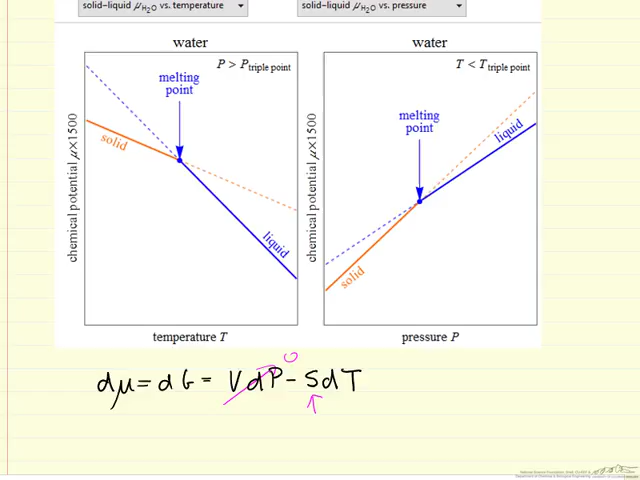 solid–liquid μH₂O vs. temperature
solid–liquid μH₂O vs. pressure
water
P > Ptriple point
melting
point
solid
liquid
chemical potential μ×1500
temperature T
water
T < Ttriple point
melting
point
liquid
solid
chemical potential μ×1500
pressure P
0
dμ = dG = VdP - SdT